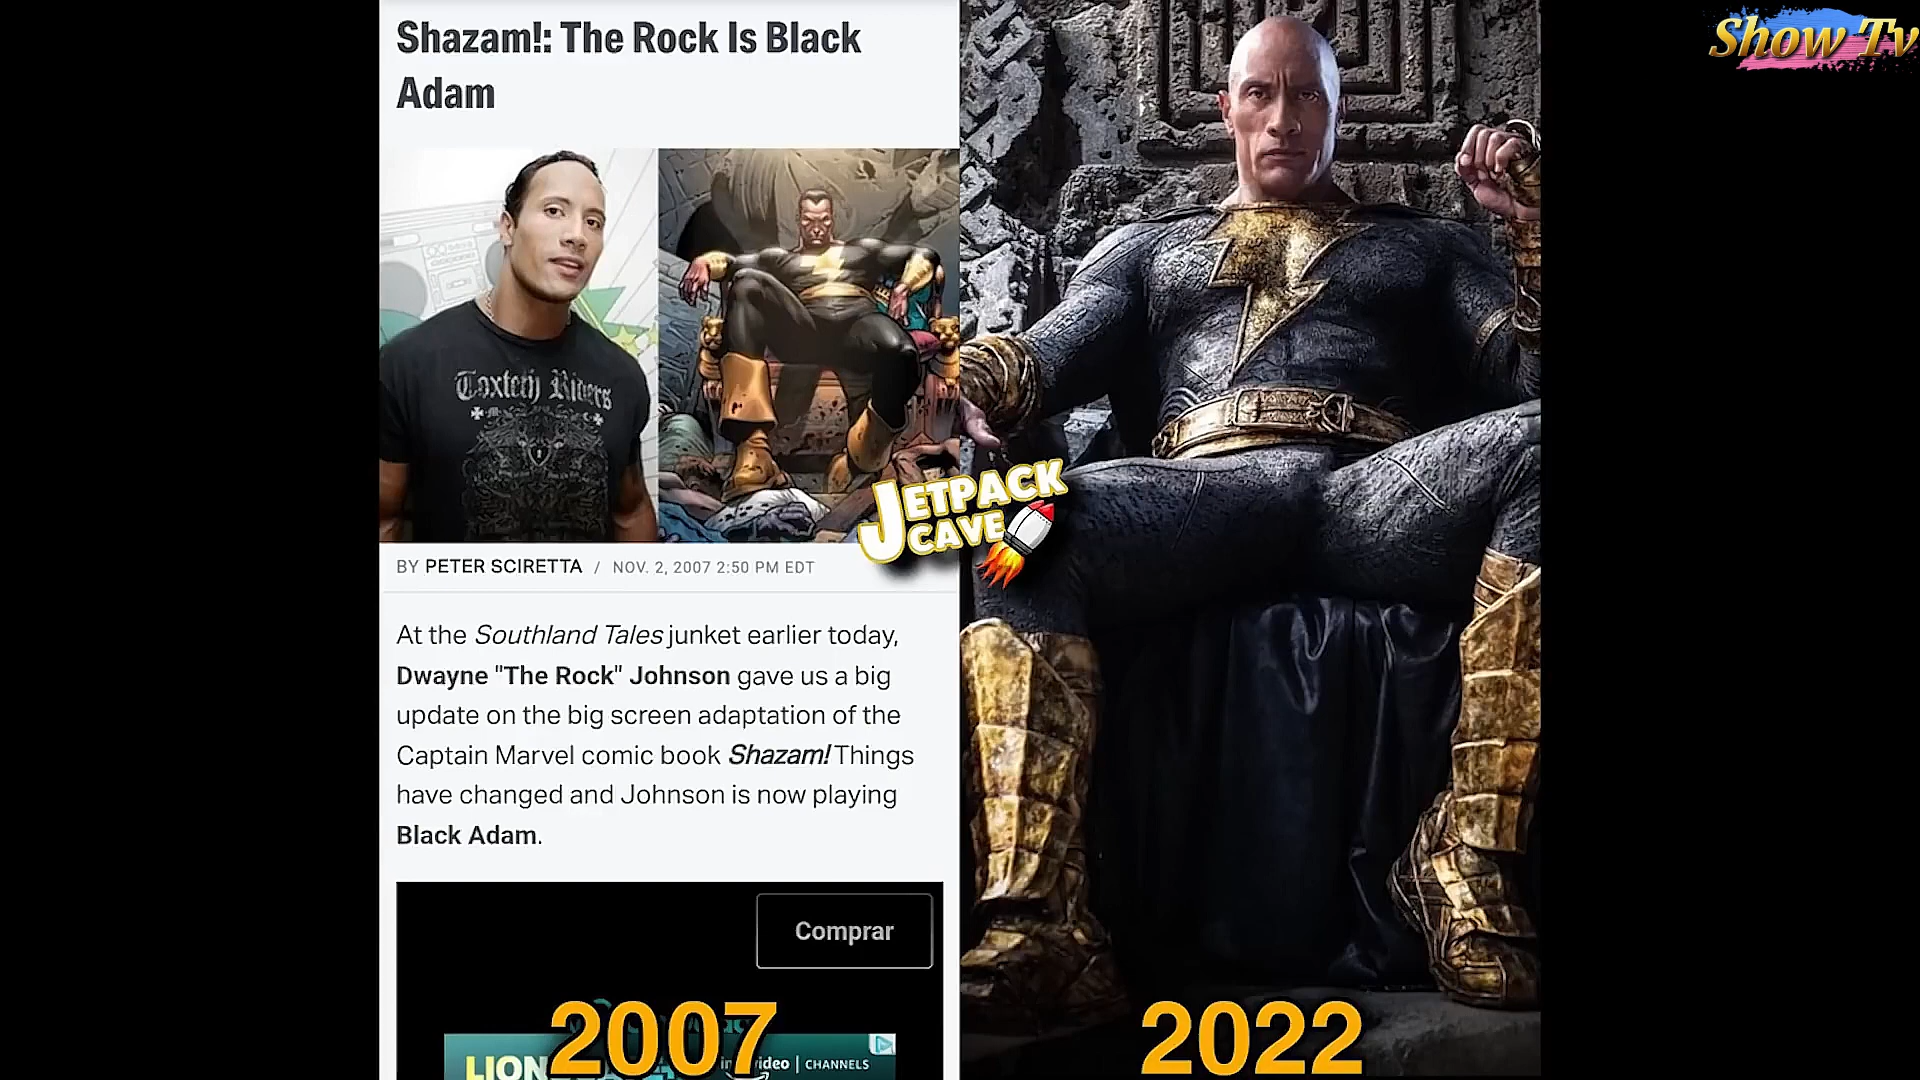 Shazam!: The Rock Is Black
Adam
Show Tv
Toxteth Riders
M C
JETPACK
CAVE
BY PETER SCIRETTA / NOV. 2, 2007 2:50 PM EDT
At the Southland Tales junket earlier today,
Dwayne "The Rock" Johnson gave us a big
update on the big screen adaptation of the
Captain Marvel comic book Shazam! Things
have changed and Johnson is now playing
Black Adam.
Comprar
2007
2022
video | CHANNELS